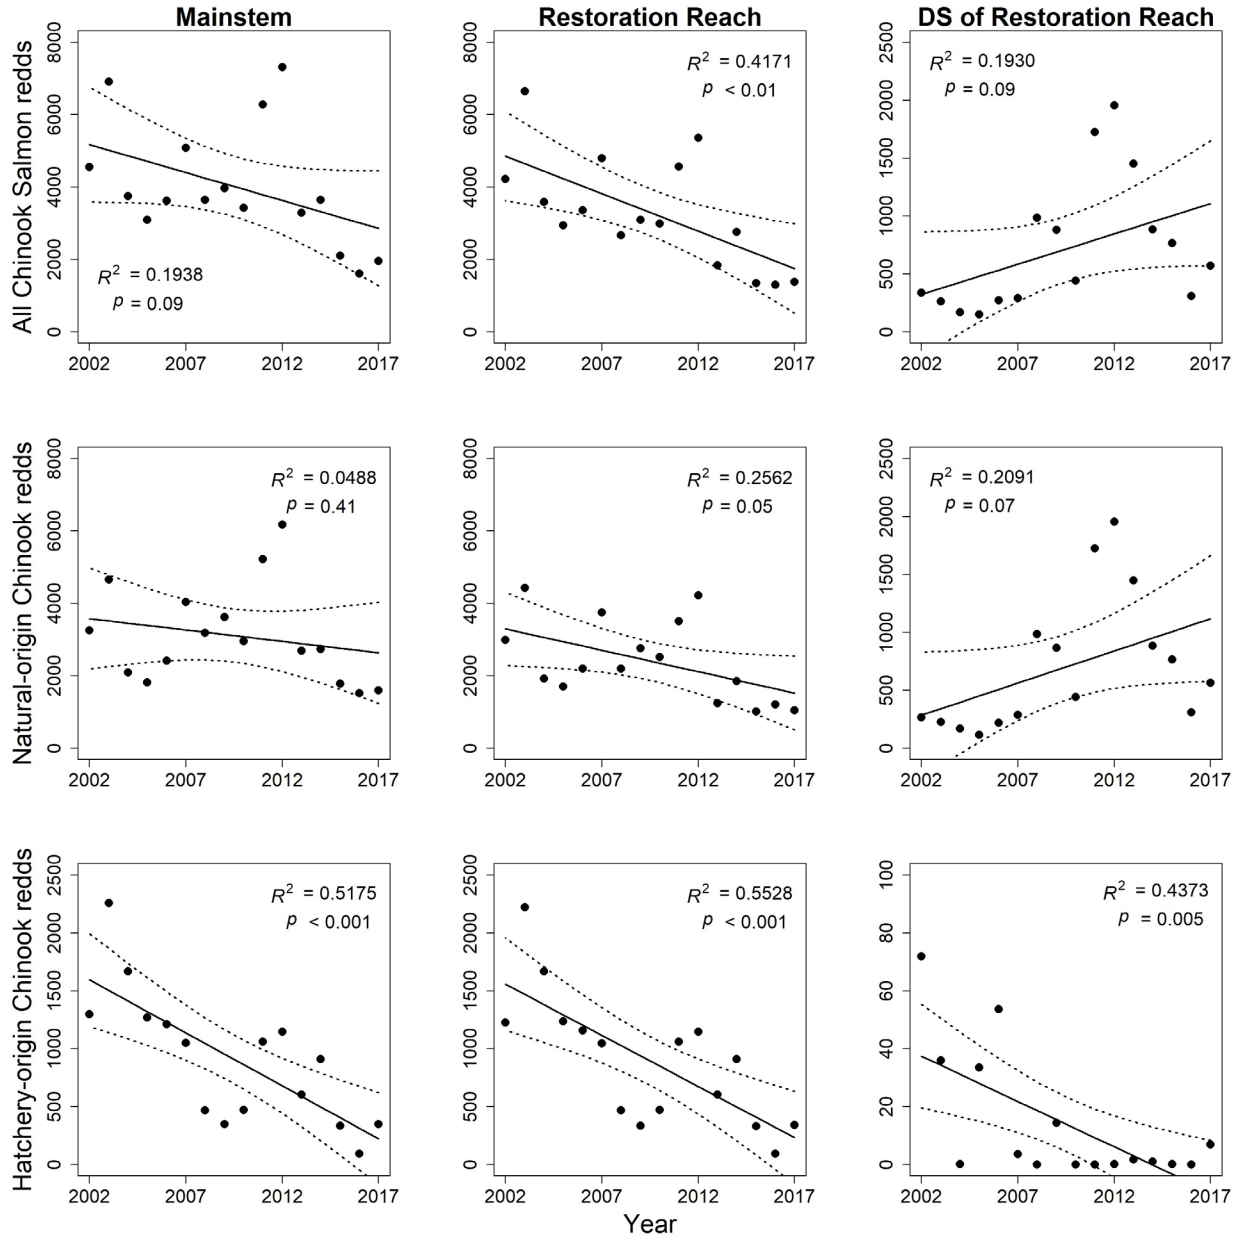 Mainstem
Restoration Reach
DS of Restoration Reach
All Chinook Salmon redds
8000
6000
4000
2000
0
R² = 0.1938
p = 0.09
2002 2007 2012 2017
8000
6000
4000
2000
0
R² = 0.4171
p < 0.01
2002 2007 2012 2017
2500
2000
1500
1000
500
0
R² = 0.1930
p = 0.09
2002 2007 2012 2017
Natural-origin Chinook redds
8000
6000
4000
2000
0
R² = 0.0488
p = 0.41
2002 2007 2012 2017
8000
6000
4000
2000
0
R² = 0.2562
p = 0.05
2002 2007 2012 2017
2500
2000
1500
1000
500
0
R² = 0.2091
p = 0.07
2002 2007 2012 2017
Hatchery-origin Chinook redds
2500
2000
1500
1000
500
0
R² = 0.5175
p < 0.001
2002 2007 2012 2017
2500
2000
1500
1000
500
0
R² = 0.5528
p < 0.001
2002 2007 2012 2017
100
80
60
40
20
0
R² = 0.4373
p = 0.005
2002 2007 2012 2017
Year